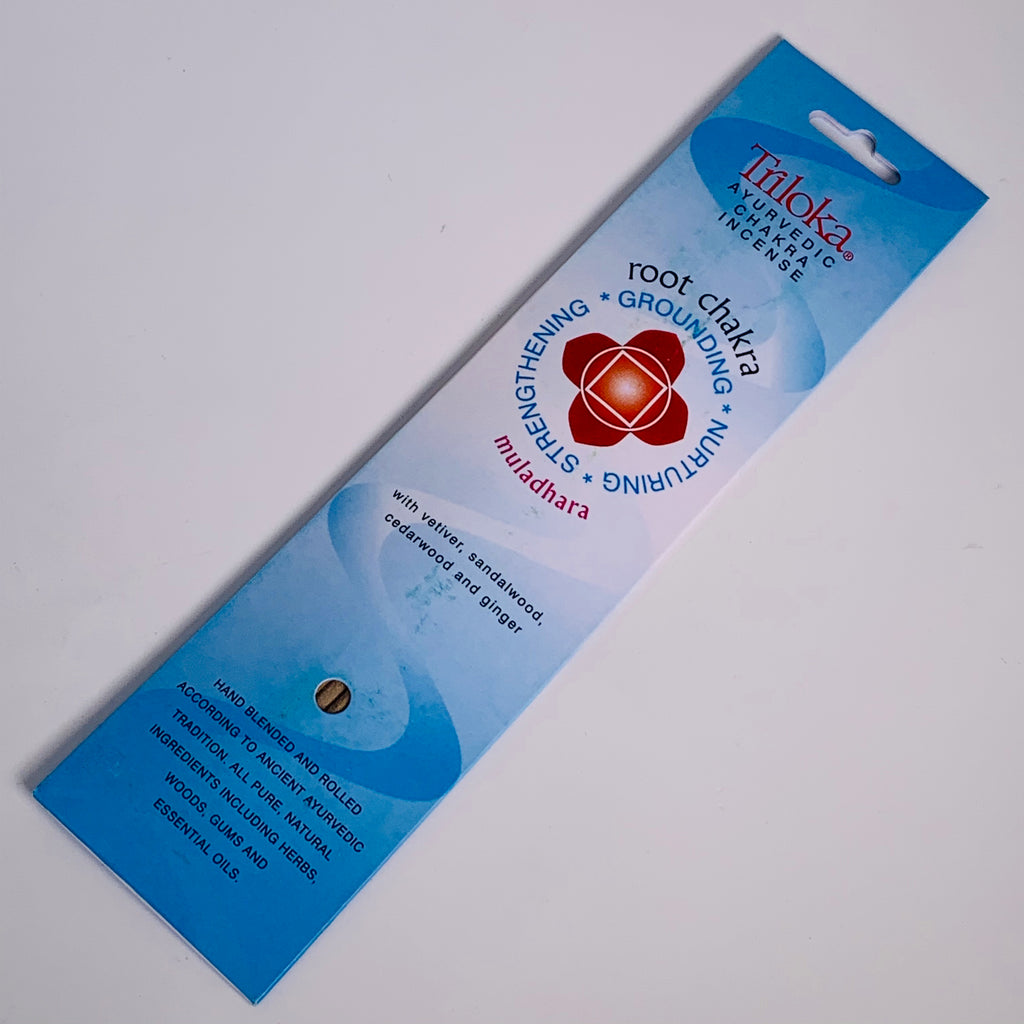 Triloka®
AYURVEDIC
CHAKRA
INCENSE
root chakra
* GROUNDING * NURTURING * STRENGTHENING
muladhara
with vetiver, sandalwood,
cedarwood and ginger
HAND BLENDED AND ROLLED
ACCORDING TO ANCIENT AYURVEDIC
TRADITION. ALL PURE, NATURAL
INGREDIENTS INCLUDING HERBS,
WOODS, GUMS AND
ESSENTIAL OILS.